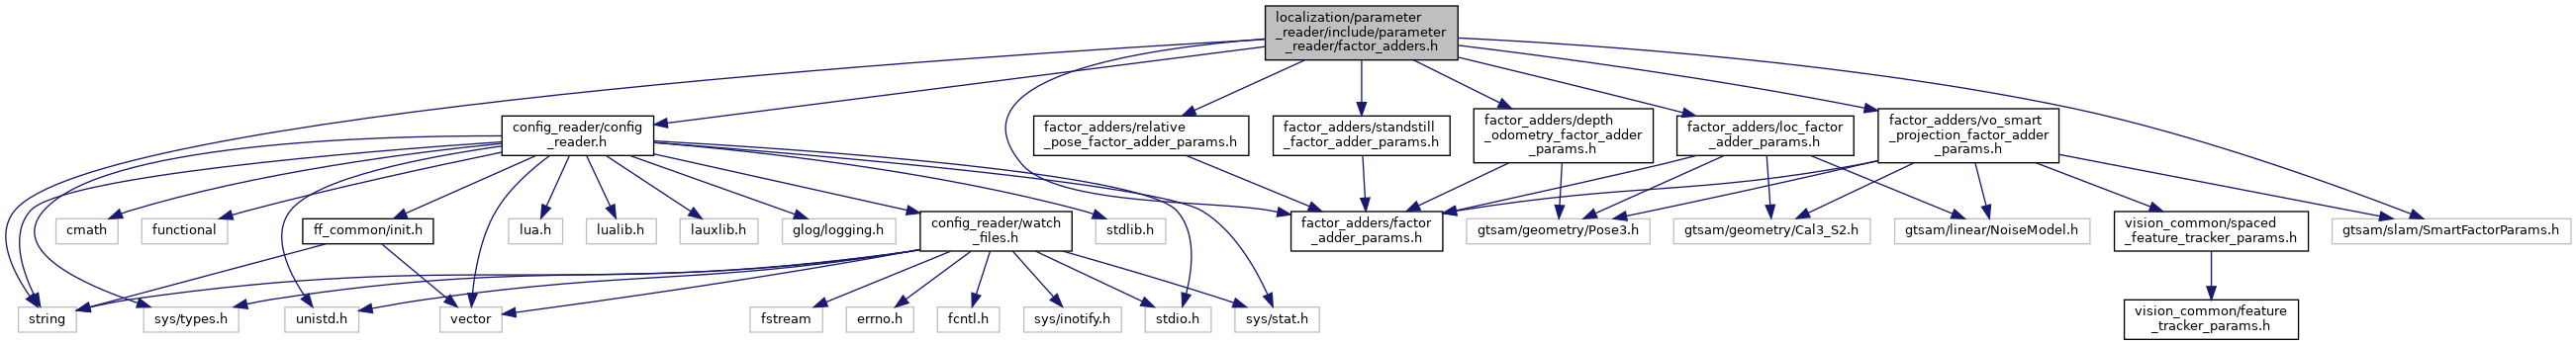 localization/parameter
_reader/include/parameter
_reader/factor_adders.h
config_reader/config
_reader.h
factor_adders/relative
_pose_factor_adder_params.h
factor_adders/standstill
_factor_adder_params.h
factor_adders/depth
_odometry_factor_adder
_params.h
factor_adders/loc_factor
_adder_params.h
factor_adders/vo_smart
_projection_factor_adder
_params.h
cmath
functional
ff_common/init.h
lua.h
lualib.h
lauxlib.h
glog/logging.h
config_reader/watch
_files.h
stdlib.h
factor_adders/factor
_adder_params.h
gtsam/geometry/Pose3.h
gtsam/geometry/Cal3_S2.h
gtsam/linear/NoiseModel.h
vision_common/spaced
_feature_tracker_params.h
gtsam/slam/SmartFactorParams.h
string
sys/types.h
unistd.h
vector
fstream
errno.h
fcntl.h
sys/inotify.h
stdio.h
sys/stat.h
vision_common/feature
_tracker_params.h